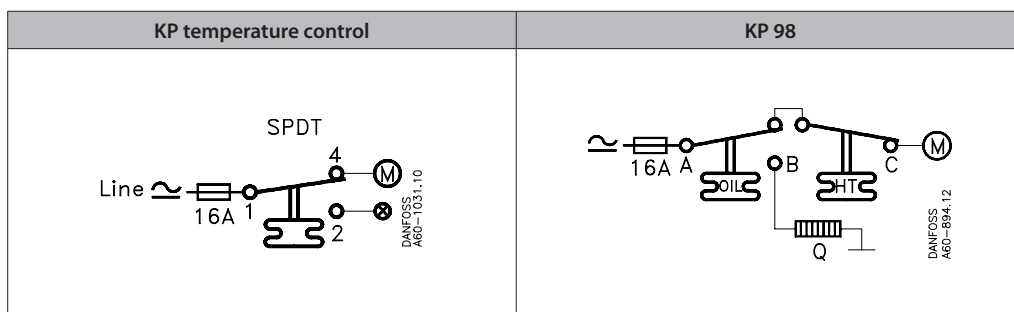 KP temperature control
KP 98
SPDT
4
M
Line
16A
1
2
DANFOSS
A60-1031.10
16A
A
OIL
B
HT
C
M
Q
DANFOSS
A60-894.12